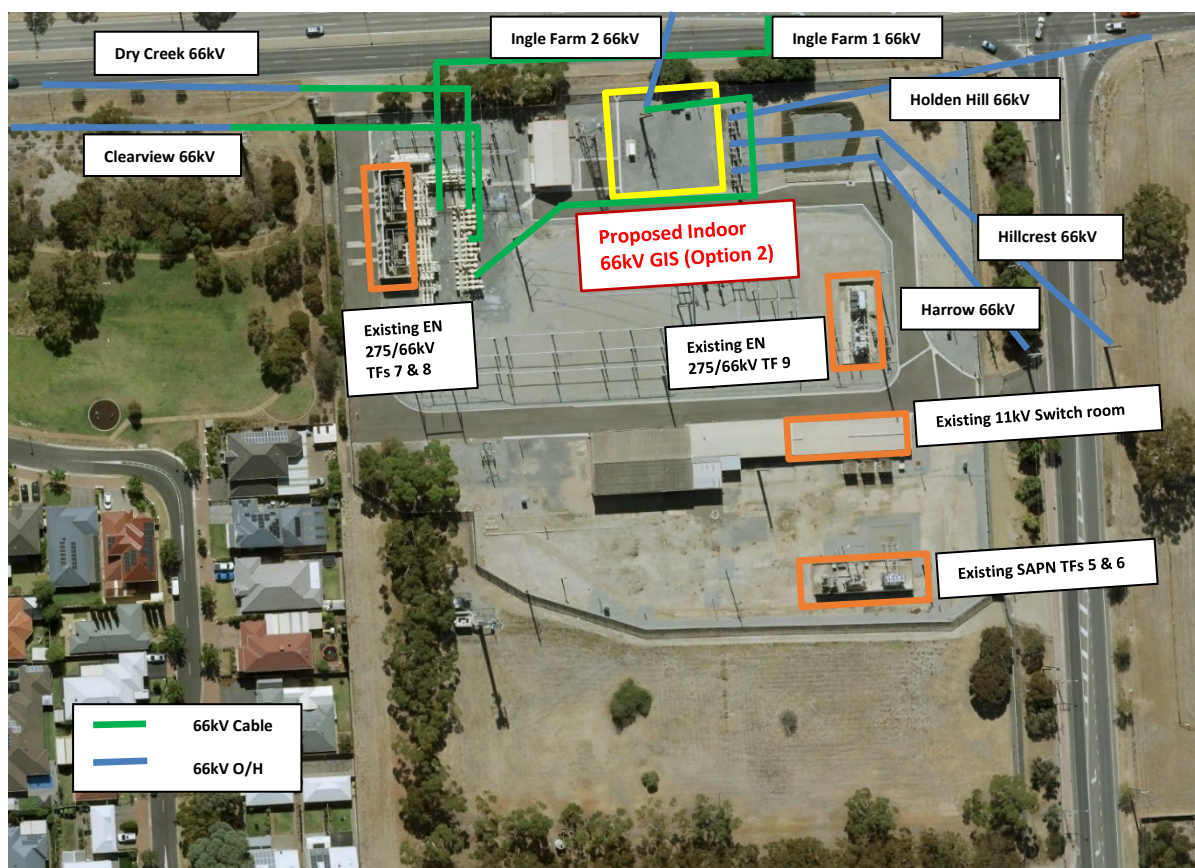 Ingle Farm 2 66kV
Ingle Farm 1 66kV
Dry Creek 66kV
Holden Hill 66kV
Clearview 66kV
Proposed Indoor
66kV GIS (Option 2)
Hillcrest 66kV
Harrow 66kV
Existing EN
275/66kV
TFs 7 & 8
Existing EN
275/66kV TF 9
Existing 11kV Switch room
Existing SAPN TFs 5 & 6
66kV Cable
66kV O/H